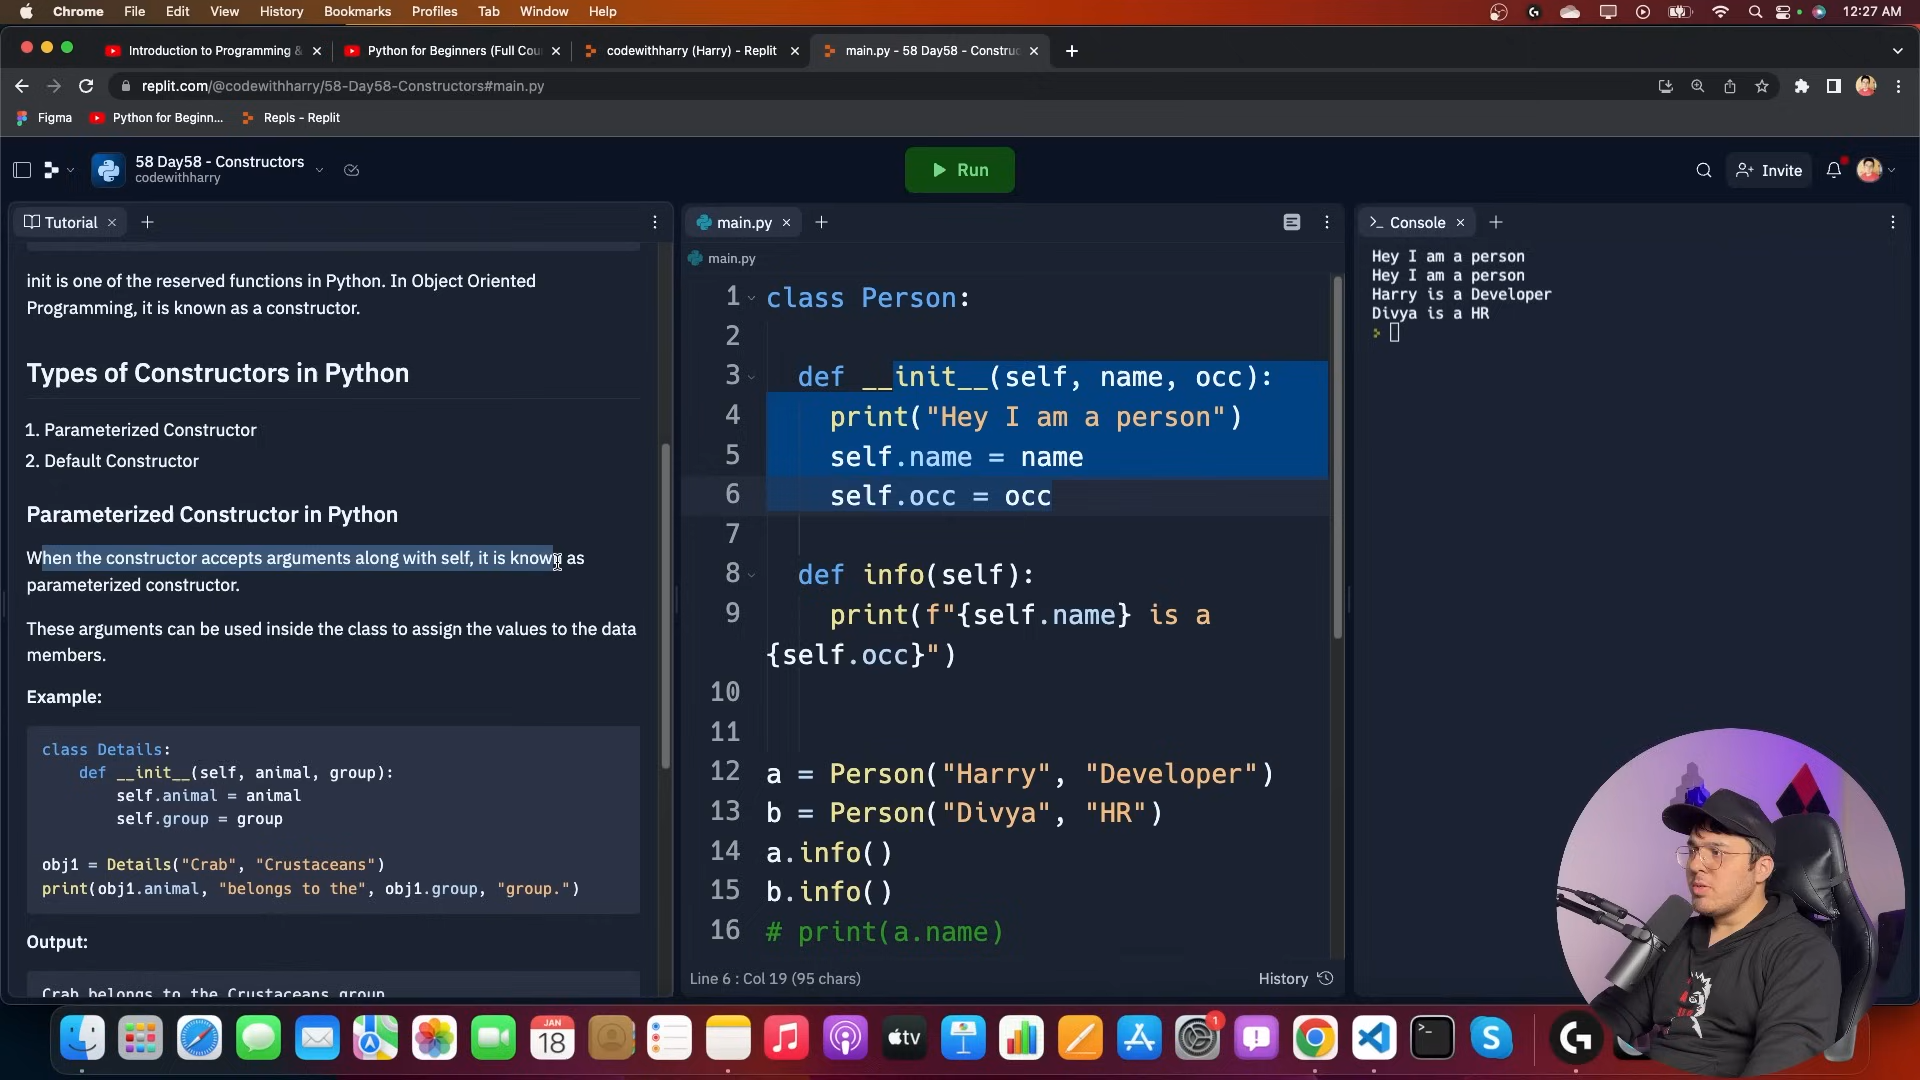 Chrome File Edit View History Bookmarks Profiles Tab Window Help 12:27 AM
Introduction to Programming & Python for Beginners (Full Cou codewithharry (Harry) - Replit main.py - 58 Day58 - Construc
replit.com/@codewithharry/58-Day58-Constructors#main.py
Figma Python for Beginn... Repls - Replit
58 Day58 - Constructors
codewithharry
Run
Invite
Tutorial
init is one of the reserved functions in Python. In Object Oriented
Programming, it is known as a constructor.
Types of Constructors in Python
1. Parameterized Constructor
2. Default Constructor
Parameterized Constructor in Python
When the constructor accepts arguments along with self, it is known as
parameterized constructor.
These arguments can be used inside the class to assign the values to the data
members.
Example:
class Details:
def __init__(self, animal, group):
self.animal = animal
self.group = group
obj1 = Details("Crab", "Crustaceans")
print(obj1.animal, "belongs to the", obj1.group, "group.")
Output:
Crab belongs to the Crustaceans group
main.py
main.py
1 class Person:
2
3 def __init__(self, name, occ):
4 print("Hey I am a person")
5 self.name = name
6 self.occ = occ
7
8 def info(self):
9 print(f"{self.name} is a
{self.occ}")
10
11
12 a = Person("Harry", "Developer")
13 b = Person("Divya", "HR")
14 a.info()
15 b.info()
16 # print(a.name)
Line 6 : Col 19 (95 chars)
History
Console
Hey I am a person
Hey I am a person
Harry is a Developer
Divya is a HR
JAN
18
tv
1